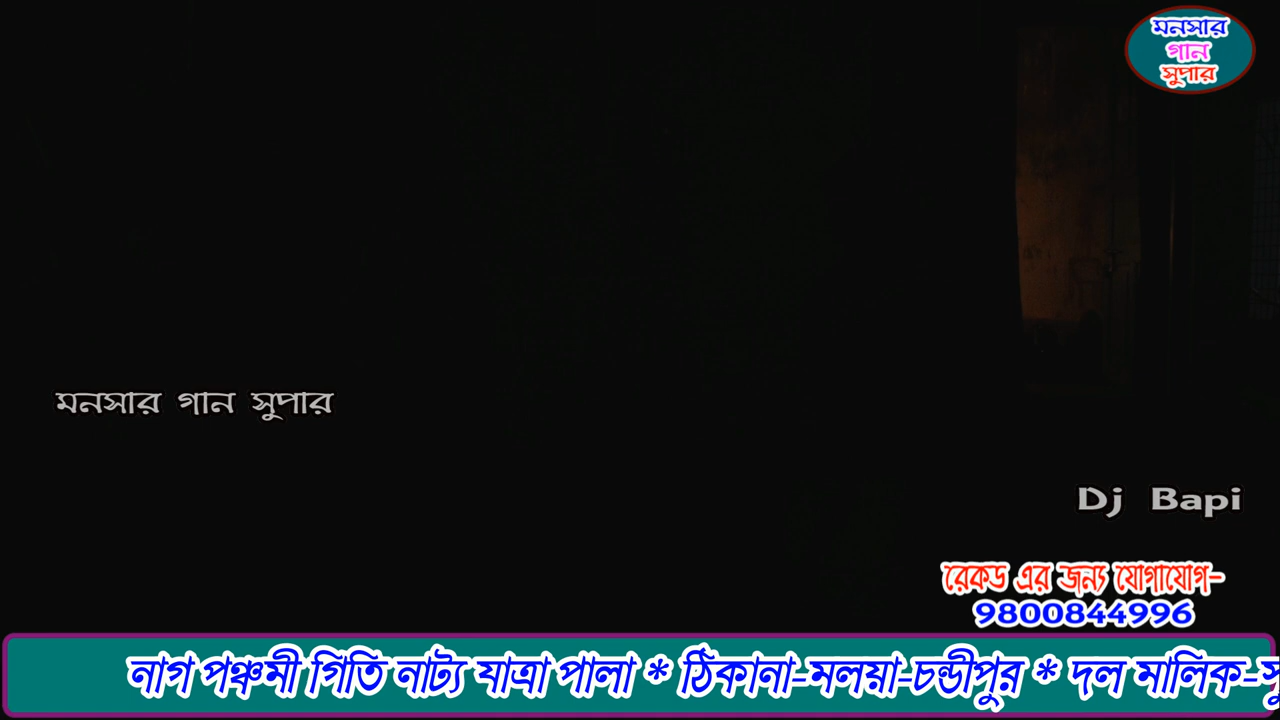 মনসার
গান
সুপার
মনসার গান সুপার
Dj Bapi
রেকড এর জন্য যোগাযোগ-
9800844996
নাগ পঞ্চমী গিতি নাট্য যাত্রা পালা * ঠিকানা-মলয়া-চন্ডীপুর * দল মালিক-